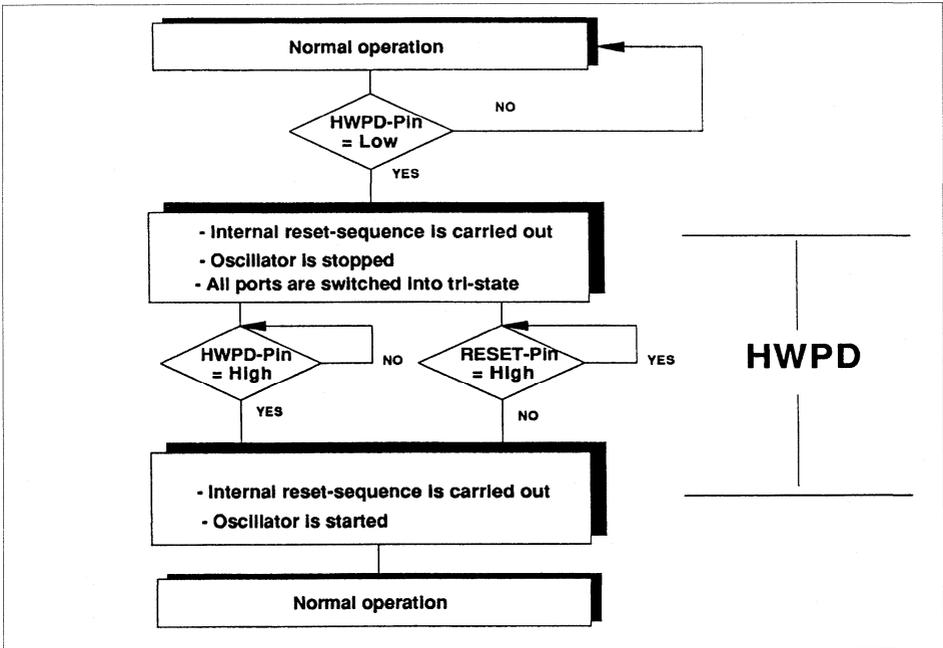 Normal operation
NO
HWPD-Pin
= Low
YES
- Internal reset-sequence is carried out
- Oscillator is stopped
- All ports are switched into tri-state
HWPD-Pin
= High
NO
YES
RESET-Pin
= High
YES
NO
HWPD
- Internal reset-sequence is carried out
- Oscillator is started
Normal operation